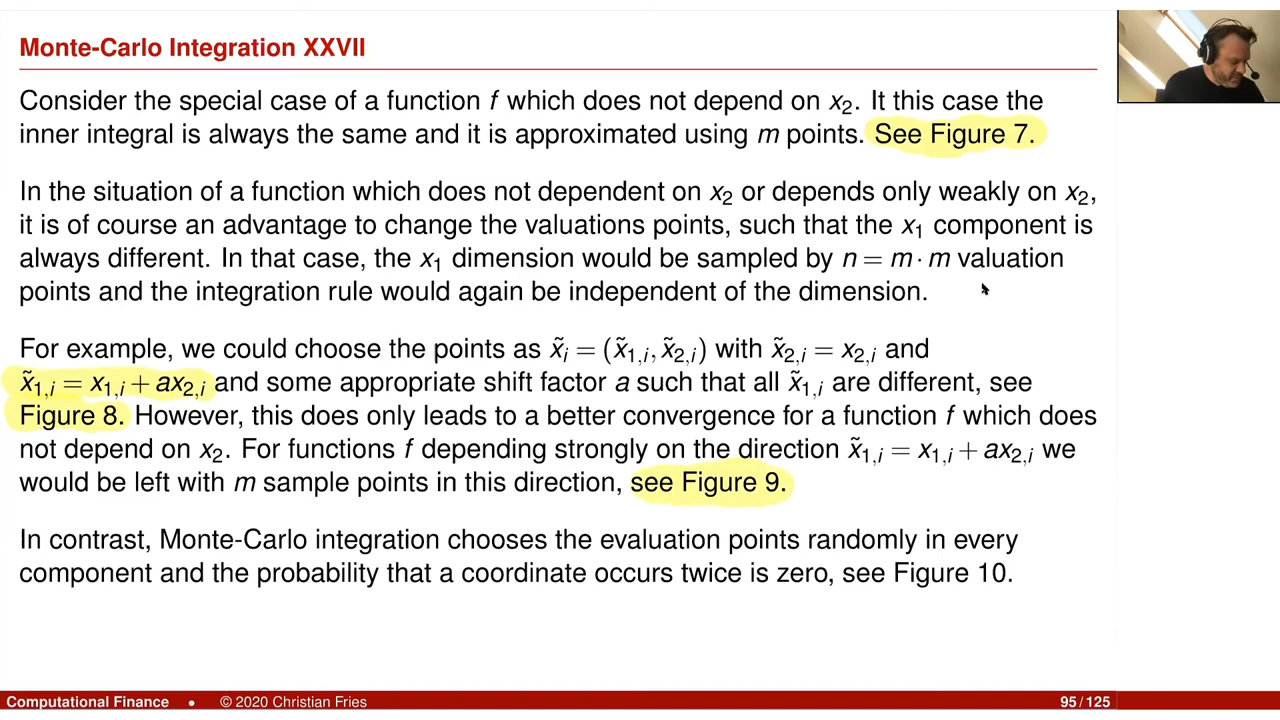 Monte-Carlo Integration XXVII
Consider the special case of a function f which does not depend on x₂. It this case the
inner integral is always the same and it is approximated using m points. See Figure 7.
In the situation of a function which does not dependent on x₂ or depends only weakly on x₂,
it is of course an advantage to change the valuations points, such that the x₁ component is
always different. In that case, the x₁ dimension would be sampled by n = m · m valuation
points and the integration rule would again be independent of the dimension.
For example, we could choose the points as x̃ᵢ = (x̃₁,ᵢ, x̃₂,ᵢ) with x̃₂,ᵢ = x₂,ᵢ and
x̃₁,ᵢ = x₁,ᵢ + ax₂,ᵢ and some appropriate shift factor a such that all x̃₁,ᵢ are different, see
Figure 8. However, this does only leads to a better convergence for a function f which does
not depend on x₂. For functions f depending strongly on the direction x̃₁,ᵢ = x₁,ᵢ + ax₂,ᵢ we
would be left with m sample points in this direction, see Figure 9.
In contrast, Monte-Carlo integration chooses the evaluation points randomly in every
component and the probability that a coordinate occurs twice is zero, see Figure 10.
Computational Finance • © 2020 Christian Fries 95 / 125